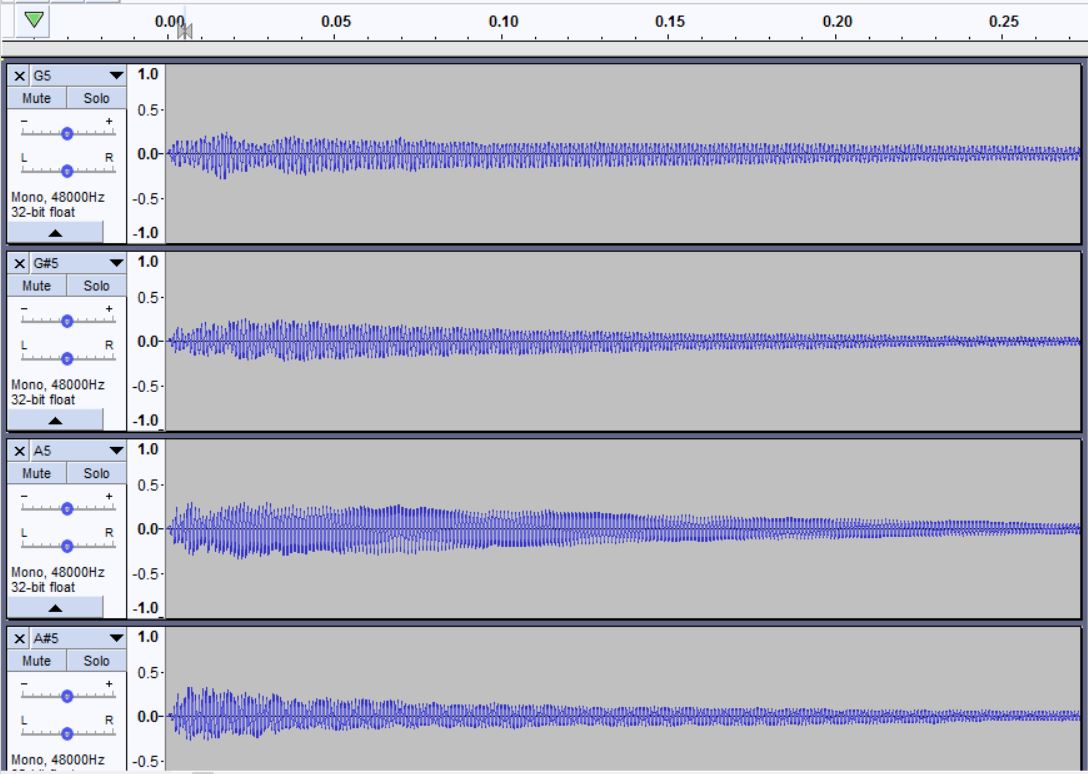 0.00 0.05 0.10 0.15 0.20 0.25
G5
Mute Solo
- +
L R
Mono, 48000Hz
32-bit float
1.0
0.5-
0.0-
-0.5-
-1.0
G#5
Mute Solo
- +
L R
Mono, 48000Hz
32-bit float
1.0
0.5-
0.0-
-0.5-
-1.0
A5
Mute Solo
- +
L R
Mono, 48000Hz
32-bit float
1.0
0.5-
0.0-
-0.5-
-1.0
A#5
Mute Solo
- +
L R
Mono, 48000Hz
1.0
0.5-
0.0-
-0.5-